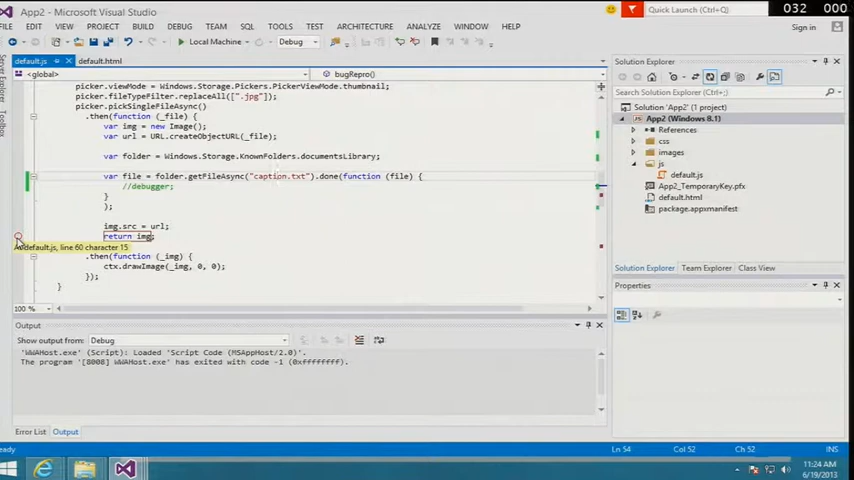 App2 - Microsoft Visual Studio
Quick Launch (Ctrl+Q)
032 000
EDIT VIEW PROJECT BUILD DEBUG TEAM SQL TOOLS TEST ARCHITECTURE ANALYZE WINDOW HELP
Sign in
Local Machine Debug
default.js default.html
<global> bugRepro()
Server Explorer
Toolbox
picker.viewMode = Windows.Storage.Pickers.PickerViewMode.thumbnail;
picker.fileTypeFilter.replaceAll([".jpg"]);
picker.pickSingleFileAsync()
.then(function (_file) {
var img = new Image();
var url = URL.createObjectURL(_file);
var folder = Windows.Storage.KnownFolders.documentsLibrary;
var file = folder.getFileAsync("caption.txt").done(function (file) {
//debugger;
}
);
img.src = url;
return img;
default.js, line 60 character 15
.then(function (_img) {
ctx.drawImage(_img, 0, 0);
});
}
100 %
Solution Explorer
Search Solution Explorer (Ctrl+;)
Solution 'App2' (1 project)
App2 (Windows 8.1)
References
css
images
js
default.js
App2_TemporaryKey.pfx
default.html
package.appxmanifest
Solution Explorer Team Explorer Class View
Properties
Output
Show output from: Debug
'WWAHost.exe' (Script): Loaded 'Script Code (MSAppHost/2.0)'.
The program '[8008] WWAHost.exe' has exited with code -1 (0xffffffff).
Error List Output
Ln 54 Col 52 Ch 52 INS
11:24 AM
6/19/2013